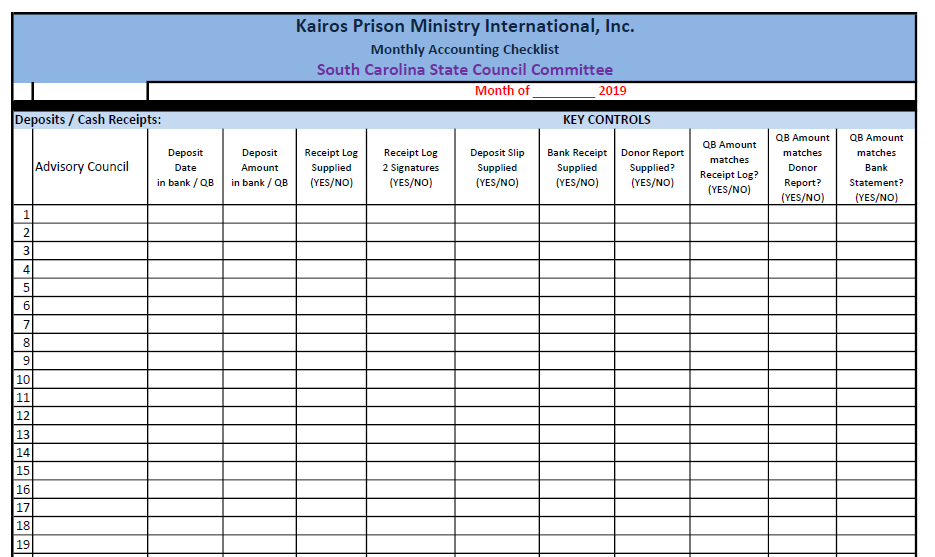 Kairos Prison Ministry International, Inc.
Monthly Accounting Checklist
South Carolina State Council Committee
Month of _________ 2019
Deposits / Cash Receipts:
KEY CONTROLS
Advisory Council
Deposit
Date
in bank / QB
Deposit
Amount
in bank / QB
Receipt Log
Supplied
(YES/NO)
Receipt Log
2 Signatures
(YES/NO)
Deposit Slip
Supplied
(YES/NO)
Bank Receipt
Supplied
(YES/NO)
Donor Report
Supplied?
(YES/NO)
QB Amount
matches
Receipt Log?
(YES/NO)
QB Amount
matches
Donor
Report?
(YES/NO)
QB Amount
matches
Bank
Statement?
(YES/NO)
1
2
3
4
5
6
7
8
9
10
11
12
13
14
15
16
17
18
19